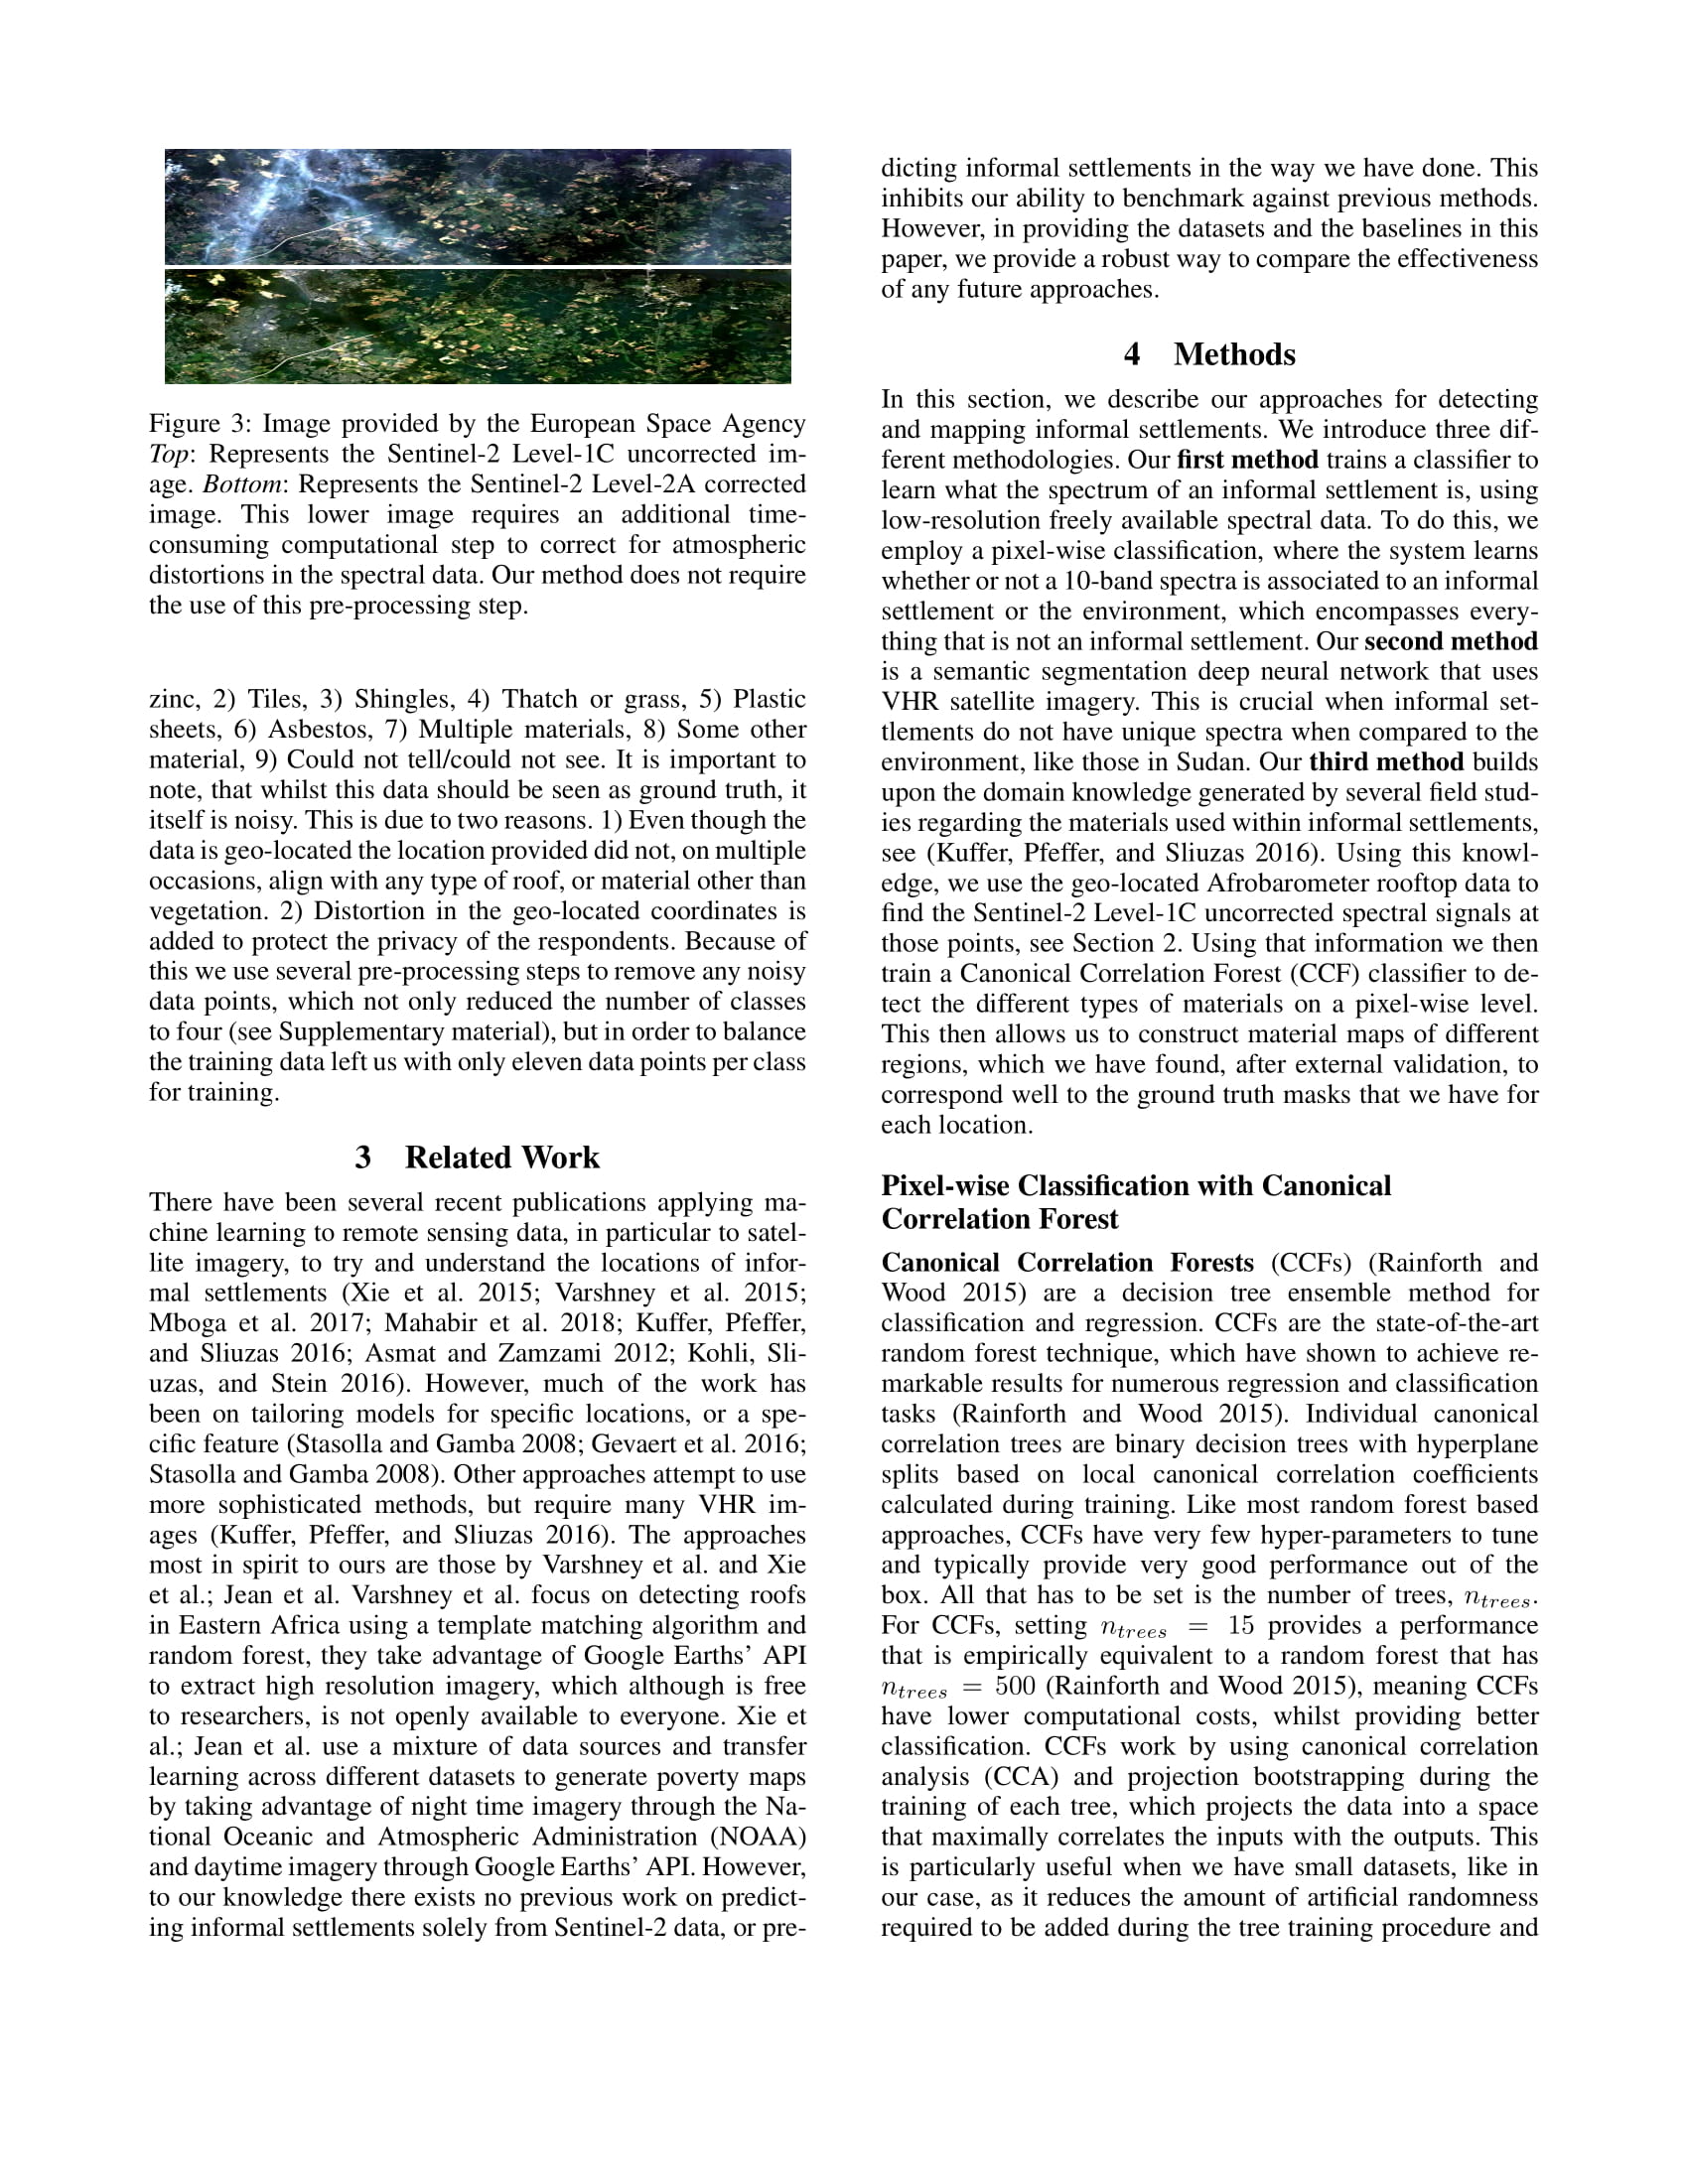 Figure 3: Image provided by the European Space Agency
Top: Represents the Sentinel-2 Level-1C uncorrected im-
age. Bottom: Represents the Sentinel-2 Level-2A corrected
image. This lower image requires an additional time-
consuming computational step to correct for atmospheric
distortions in the spectral data. Our method does not require
the use of this pre-processing step.
zinc, 2) Tiles, 3) Shingles, 4) Thatch or grass, 5) Plastic
sheets, 6) Asbestos, 7) Multiple materials, 8) Some other
material, 9) Could not tell/could not see. It is important to
note, that whilst this data should be seen as ground truth, it
itself is noisy. This is due to two reasons. 1) Even though the
data is geo-located the location provided did not, on multiple
occasions, align with any type of roof, or material other than
vegetation. 2) Distortion in the geo-located coordinates is
added to protect the privacy of the respondents. Because of
this we use several pre-processing steps to remove any noisy
data points, which not only reduced the number of classes
to four (see Supplementary material), but in order to balance
the training data left us with only eleven data points per class
for training.
3 Related Work
There have been several recent publications applying ma-
chine learning to remote sensing data, in particular to satel-
lite imagery, to try and understand the locations of infor-
mal settlements (Xie et al. 2015; Varshney et al. 2015;
Mboga et al. 2017; Mahabir et al. 2018; Kuffer, Pfeffer,
and Sliuzas 2016; Asmat and Zamzami 2012; Kohli, Sli-
uzas, and Stein 2016). However, much of the work has
been on tailoring models for specific locations, or a spe-
cific feature (Stasolla and Gamba 2008; Gevaert et al. 2016;
Stasolla and Gamba 2008). Other approaches attempt to use
more sophisticated methods, but require many VHR im-
ages (Kuffer, Pfeffer, and Sliuzas 2016). The approaches
most in spirit to ours are those by Varshney et al. and Xie
et al.; Jean et al. Varshney et al. focus on detecting roofs
in Eastern Africa using a template matching algorithm and
random forest, they take advantage of Google Earths' API
to extract high resolution imagery, which although is free
to researchers, is not openly available to everyone. Xie et
al.; Jean et al. use a mixture of data sources and transfer
learning across different datasets to generate poverty maps
by taking advantage of night time imagery through the Na-
tional Oceanic and Atmospheric Administration (NOAA)
and daytime imagery through Google Earths' API. However,
to our knowledge there exists no previous work on predict-
ing informal settlements solely from Sentinel-2 data, or pre-
dicting informal settlements in the way we have done. This
inhibits our ability to benchmark against previous methods.
However, in providing the datasets and the baselines in this
paper, we provide a robust way to compare the effectiveness
of any future approaches.
4 Methods
In this section, we describe our approaches for detecting
and mapping informal settlements. We introduce three dif-
ferent methodologies. Our first method trains a classifier to
learn what the spectrum of an informal settlement is, using
low-resolution freely available spectral data. To do this, we
employ a pixel-wise classification, where the system learns
whether or not a 10-band spectra is associated to an informal
settlement or the environment, which encompasses every-
thing that is not an informal settlement. Our second method
is a semantic segmentation deep neural network that uses
VHR satellite imagery. This is crucial when informal set-
tlements do not have unique spectra when compared to the
environment, like those in Sudan. Our third method builds
upon the domain knowledge generated by several field stud-
ies regarding the materials used within informal settlements,
see (Kuffer, Pfeffer, and Sliuzas 2016). Using this knowl-
edge, we use the geo-located Afrobarometer rooftop data to
find the Sentinel-2 Level-1C uncorrected spectral signals at
those points, see Section 2. Using that information we then
train a Canonical Correlation Forest (CCF) classifier to de-
tect the different types of materials on a pixel-wise level.
This then allows us to construct material maps of different
regions, which we have found, after external validation, to
correspond well to the ground truth masks that we have for
each location.
Pixel-wise Classification with Canonical
Correlation Forest
Canonical Correlation Forests (CCFs) (Rainforth and
Wood 2015) are a decision tree ensemble method for
classification and regression. CCFs are the state-of-the-art
random forest technique, which have shown to achieve re-
markable results for numerous regression and classification
tasks (Rainforth and Wood 2015). Individual canonical
correlation trees are binary decision trees with hyperplane
splits based on local canonical correlation coefficients
calculated during training. Like most random forest based
approaches, CCFs have very few hyper-parameters to tune
and typically provide very good performance out of the
box. All that has to be set is the number of trees, n_trees.
For CCFs, setting n_trees = 15 provides a performance
that is empirically equivalent to a random forest that has
n_trees = 500 (Rainforth and Wood 2015), meaning CCFs
have lower computational costs, whilst providing better
classification. CCFs work by using canonical correlation
analysis (CCA) and projection bootstrapping during the
training of each tree, which projects the data into a space
that maximally correlates the inputs with the outputs. This
is particularly useful when we have small datasets, like in
our case, as it reduces the amount of artificial randomness
required to be added during the tree training procedure and